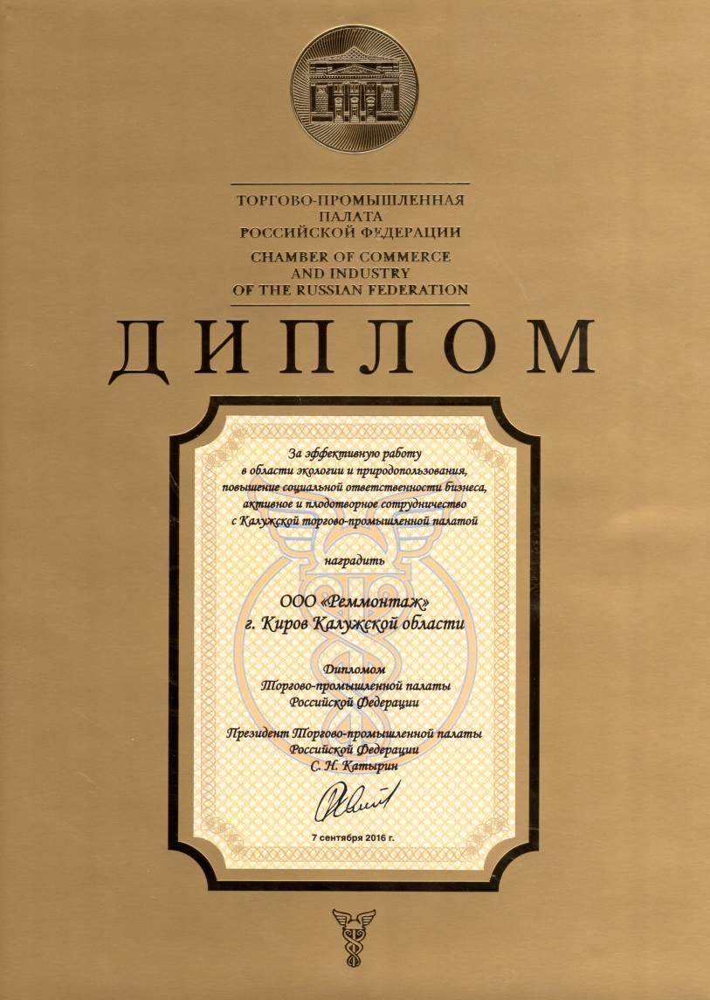 ТОРГОВО-ПРОМЫШЛЕННАЯ
ПАЛАТА
РОССИЙСКОЙ ФЕДЕРАЦИИ
CHAMBER OF COMMERCE
AND INDUSTRY
OF THE RUSSIAN FEDERATION
ДИПЛОМ
За эффективную работу
в области экологии и природопользования,
повышение социальной ответственности бизнеса,
активное и плодотворное сотрудничество
с Калужской торгово-промышленной палатой
наградить
ООО «Реммонтаж»
г. Киров Калужской области
Дипломом
Торгово-промышленной палаты
Российской Федерации
Президент Торгово-промышленной палаты
Российской Федерации
С. Н. Катырин
7 сентября 2016 г.